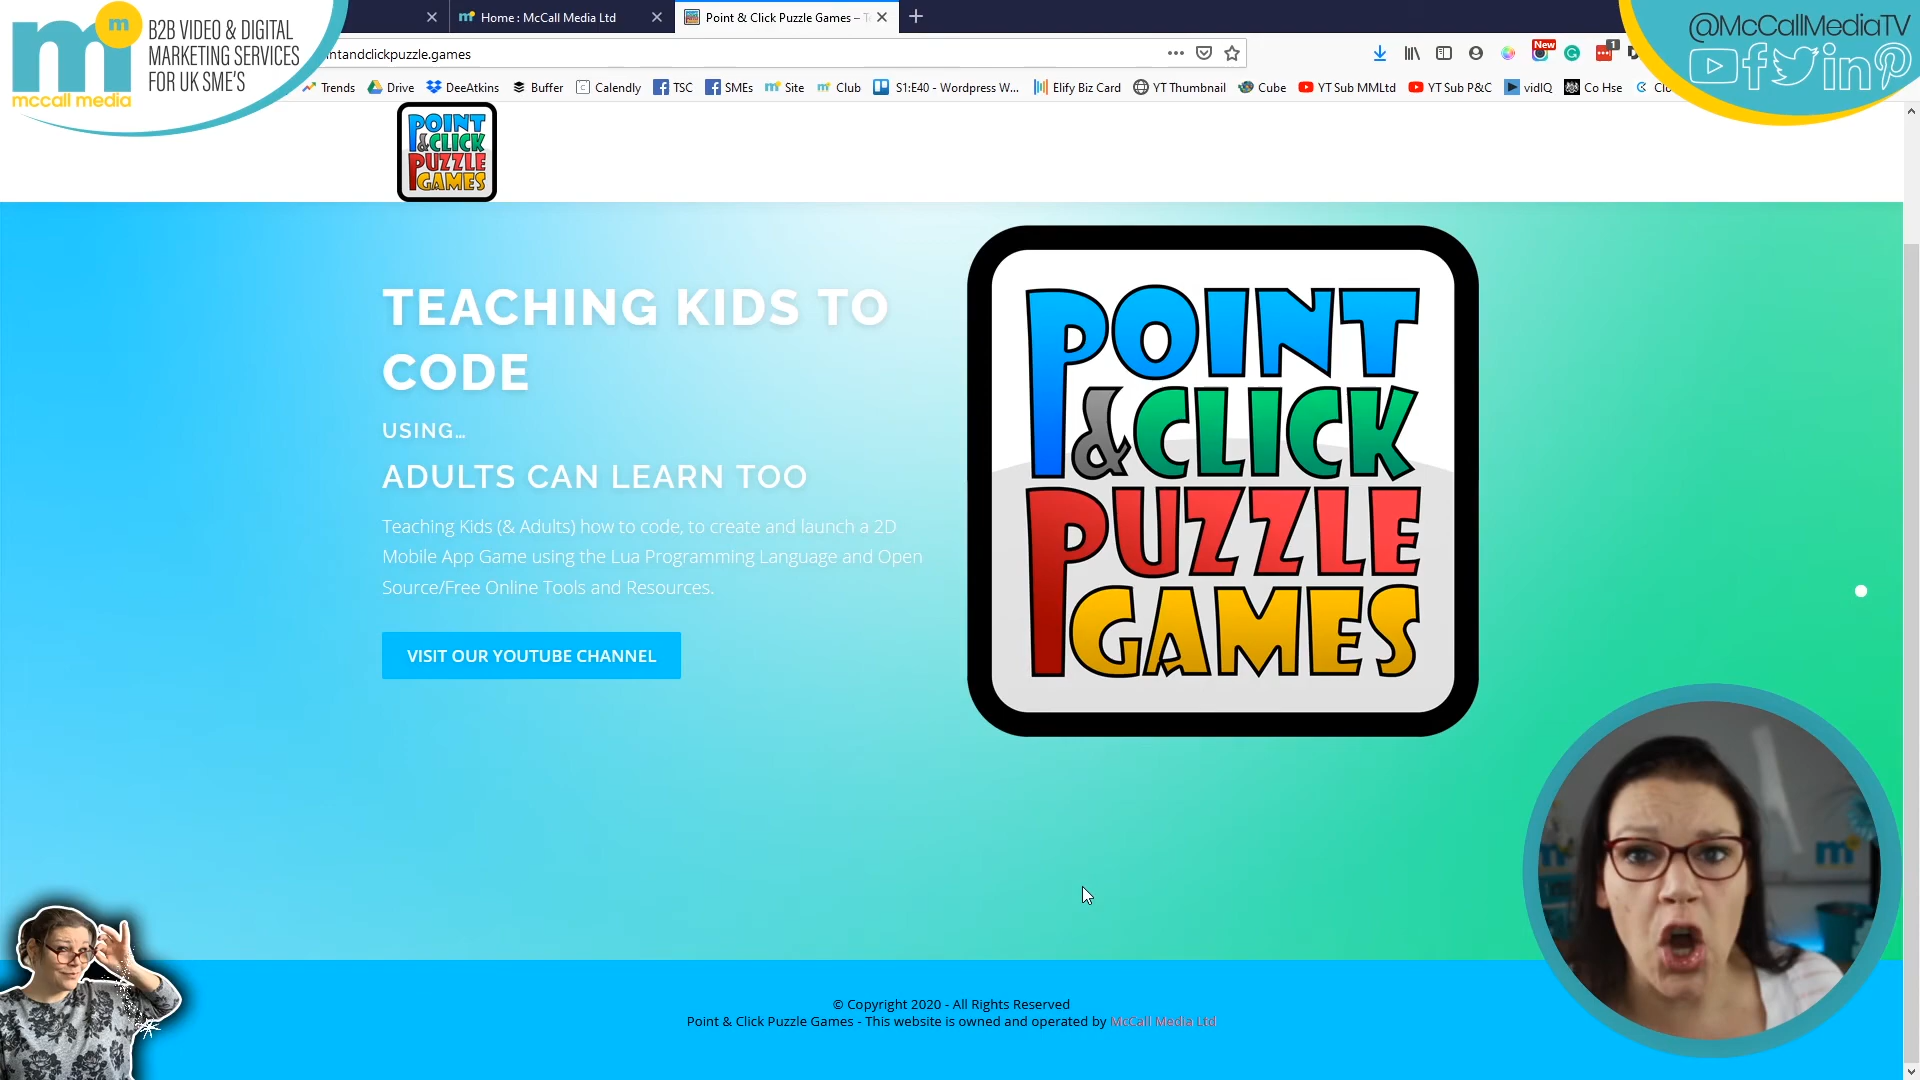 m
m
mccall media
B2B VIDEO & DIGITAL
MARKETING SERVICES
FOR UK SME'S
Home : McCall Media Ltd
Point & Click Puzzle Games –
@McCallMediaTV
ntandclickpuzzle.games
New
1
Trends
Drive
DeeAtkins
Buffer
Calendly
TSC
SMEs
Site
Club
S1:E40 - Wordpress W...
Elify Biz Card
YT Thumbnail
Cube
YT Sub MMLtd
YT Sub P&C
vidIQ
Co Hse
POINT
&CLICK
PUZZLE
GAMES
TEACHING KIDS TO
CODE
USING…
ADULTS CAN LEARN TOO
Teaching Kids (& Adults) how to code, to create and launch a 2D
Mobile App Game using the Lua Programming Language and Open
Source/Free Online Tools and Resources.
VISIT OUR YOUTUBE CHANNEL
POINT
&CLICK
PUZZLE
GAMES
© Copyright 2020 - All Rights Reserved
Point & Click Puzzle Games - This website is owned and operated by McCall Media Ltd